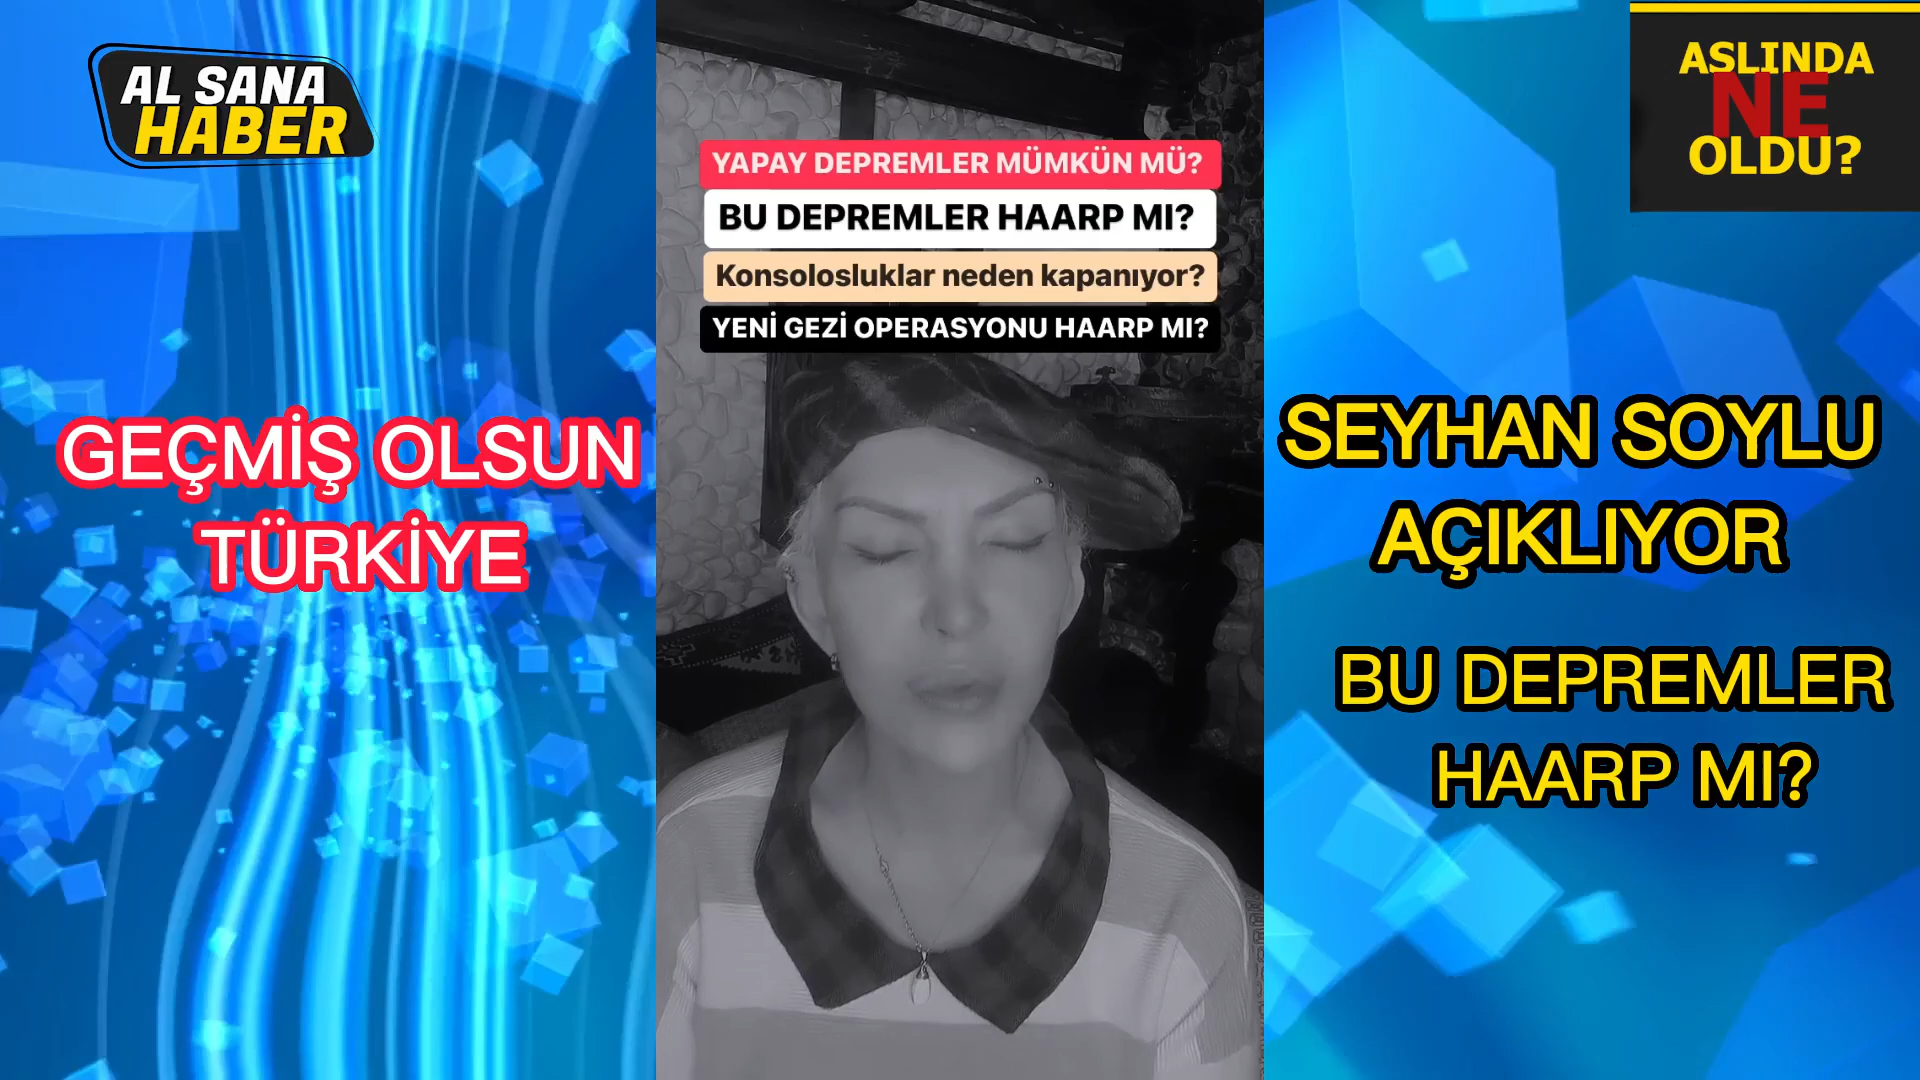 AL SANA
HABER
GEÇMİŞ OLSUN
TÜRKİYE
YAPAY DEPREMLER MÜMKÜN MÜ?
BU DEPREMLER HAARP MI?
Konsolosluklar neden kapanıyor?
YENİ GEZİ OPERASYONU HAARP MI?
ASLINDA
NE
OLDU?
SEYHAN SOYLU
AÇIKLIYOR
BU DEPREMLER
HAARP MI?